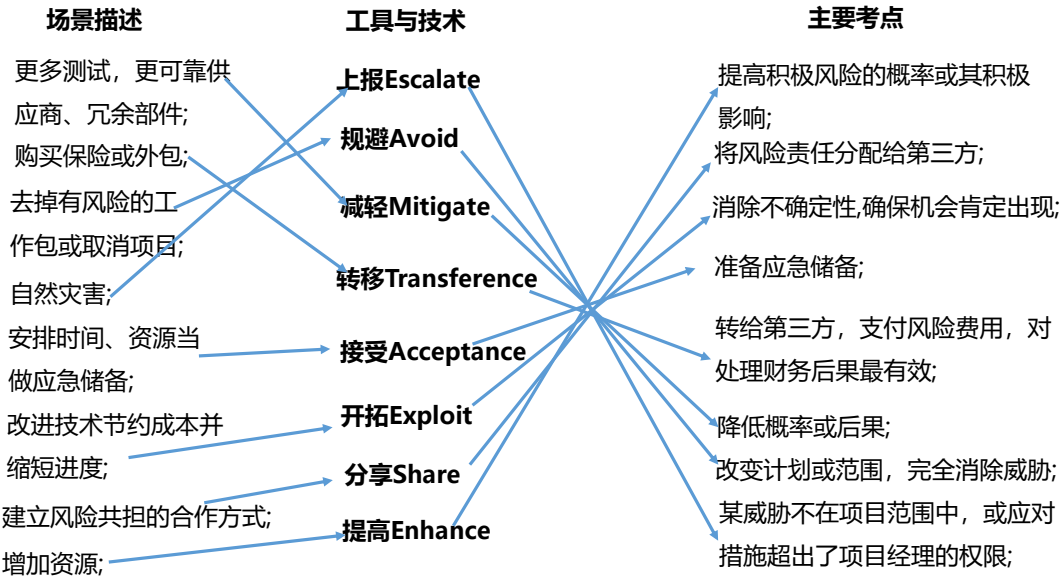 场景描述
更多测试，更可靠供
应商、冗余部件;
购买保险或外包;
去掉有风险的工
作包或取消项目;
自然灾害;
安排时间、资源当
做应急储备;
改进技术节约成本并
缩短进度;
建立风险共担的合作方式;
增加资源;
工具与技术
上报Escalate
规避Avoid
减轻Mitigate
转移Transference
接受Acceptance
开拓Exploit
分享Share
提高Enhance
主要考点
提高积极风险的概率或其积极
影响;
将风险责任分配给第三方;
消除不确定性,确保机会肯定出现;
准备应急储备;
转给第三方，支付风险费用，对
处理财务后果最有效;
降低概率或后果;
改变计划或范围，完全消除威胁;
某威胁不在项目范围中，或应对
措施超出了项目经理的权限;